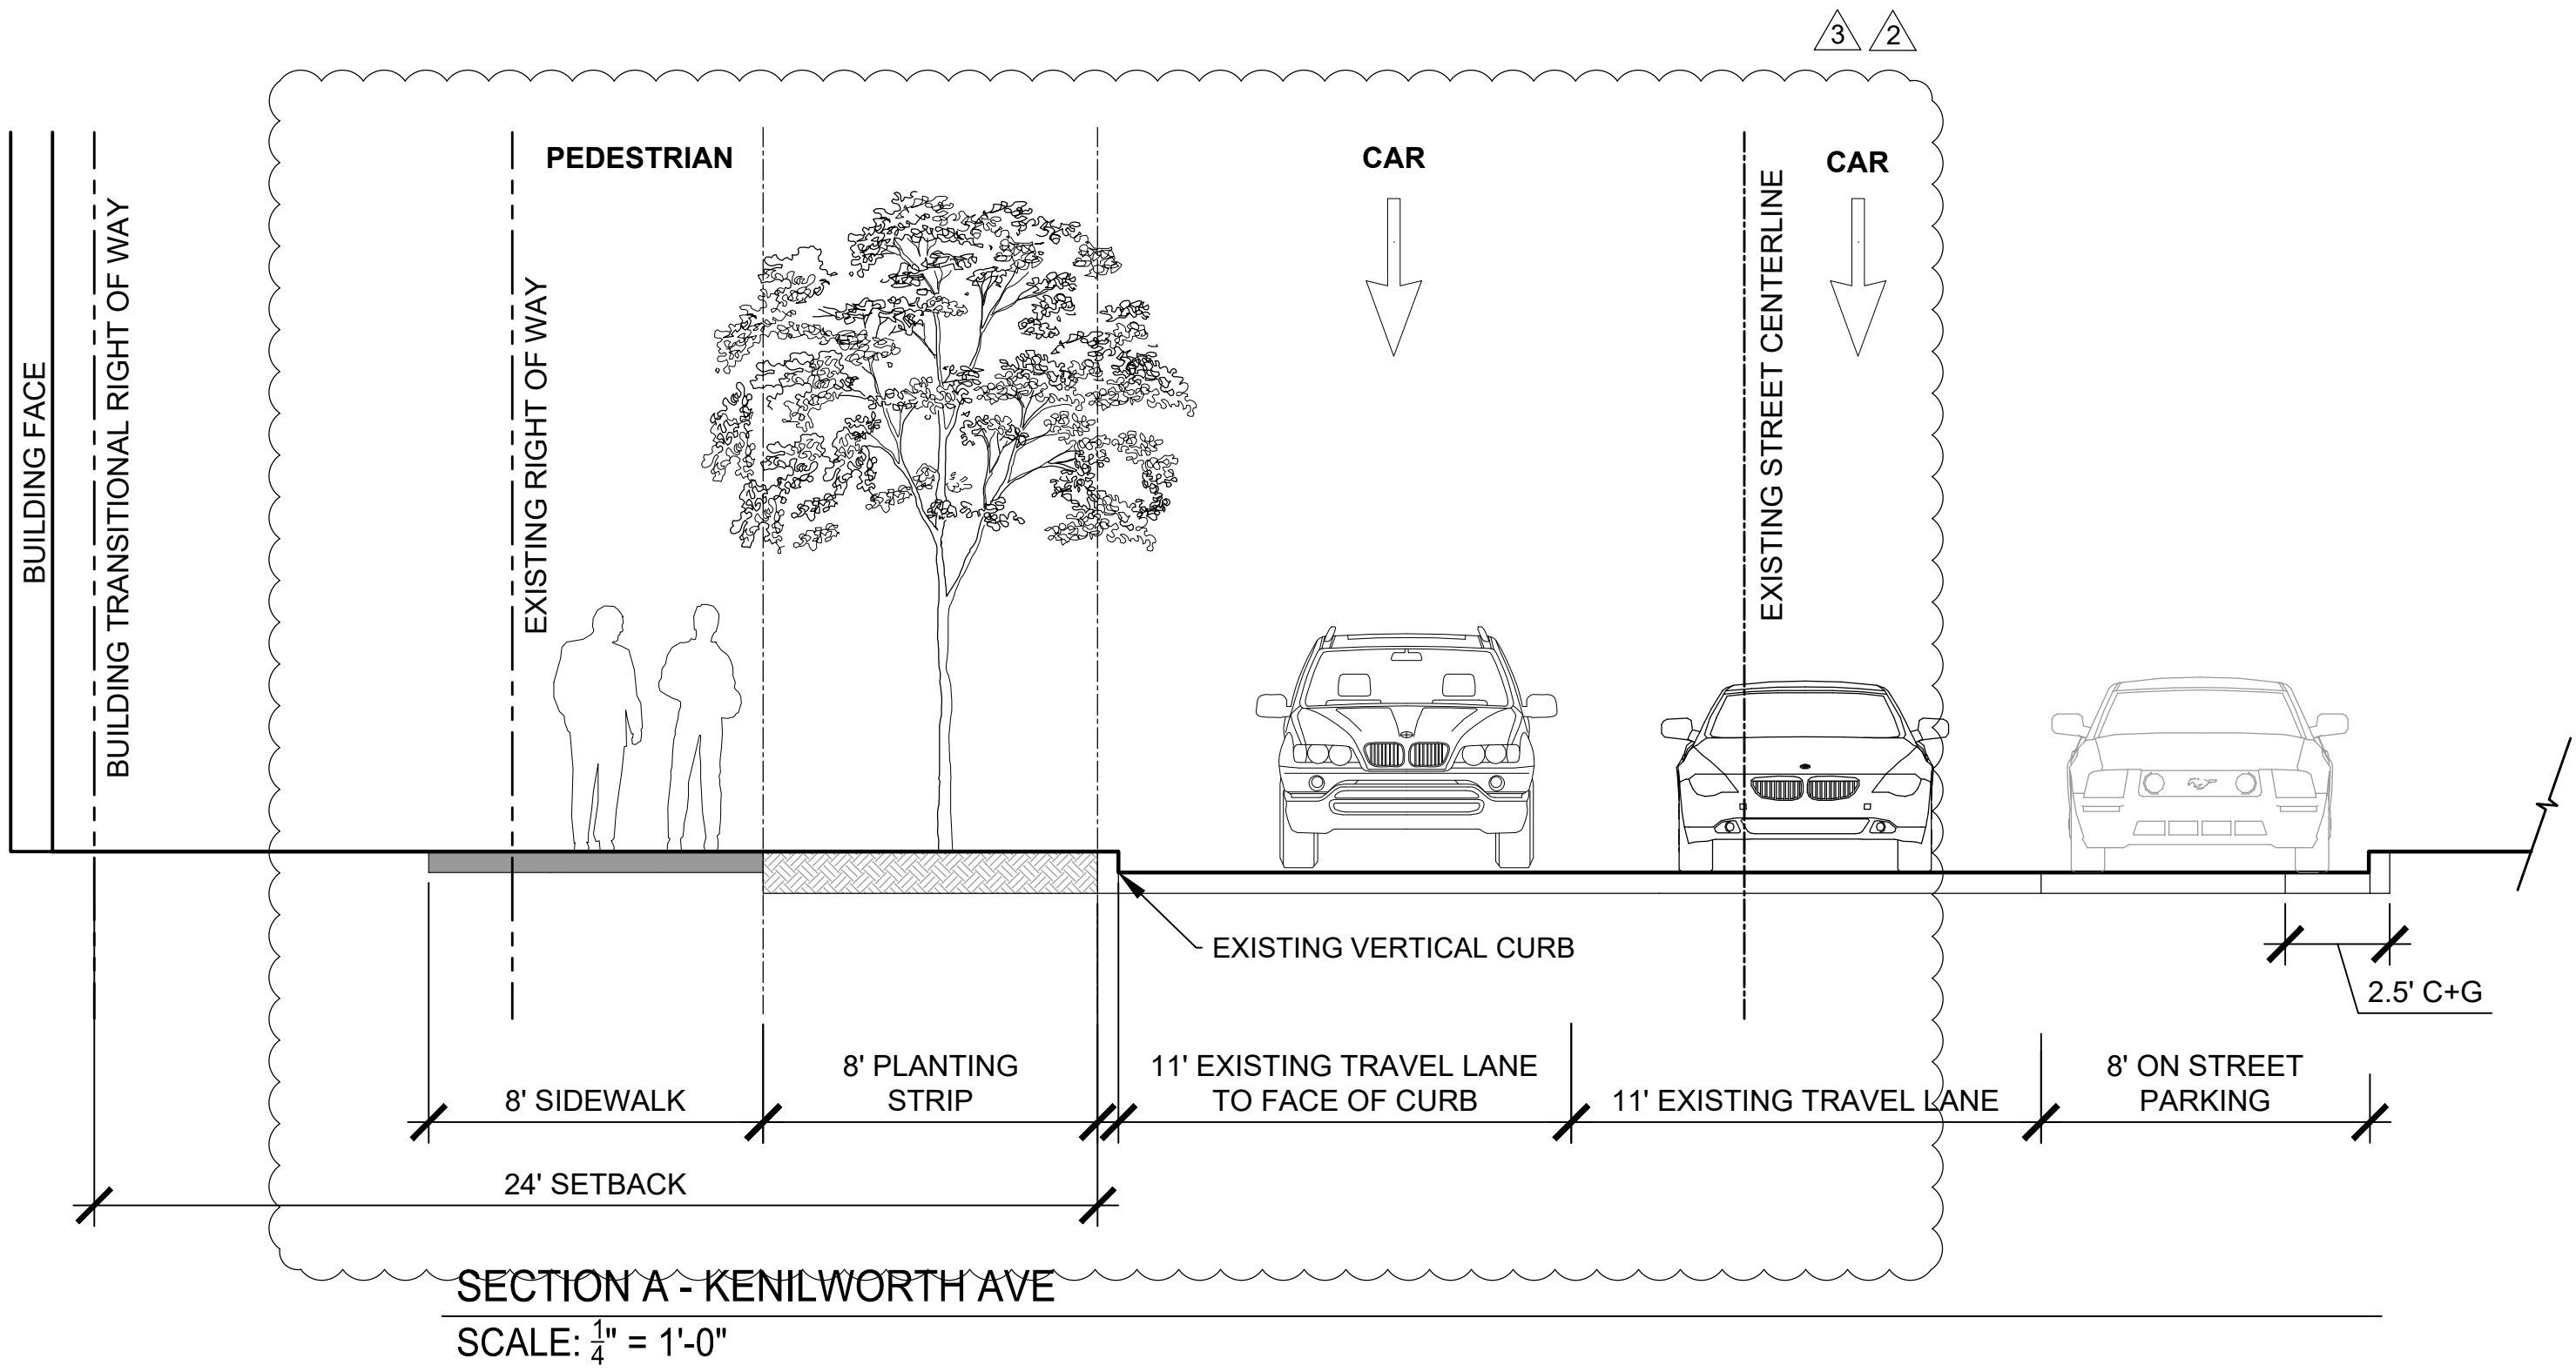 3 2
PEDESTRIAN
CAR
CAR
BUILDING FACE
BUILDING TRANSITIONAL RIGHT OF WAY
EXISTING RIGHT OF WAY
EXISTING STREET CENTERLINE
EXISTING VERTICAL CURB
2.5' C+G
8' SIDEWALK
8' PLANTING
STRIP
11' EXISTING TRAVEL LANE
TO FACE OF CURB
11' EXISTING TRAVEL LANE
8' ON STREET
PARKING
24' SETBACK
SECTION A - KENILWORTH AVE
SCALE: 1/4" = 1'-0"